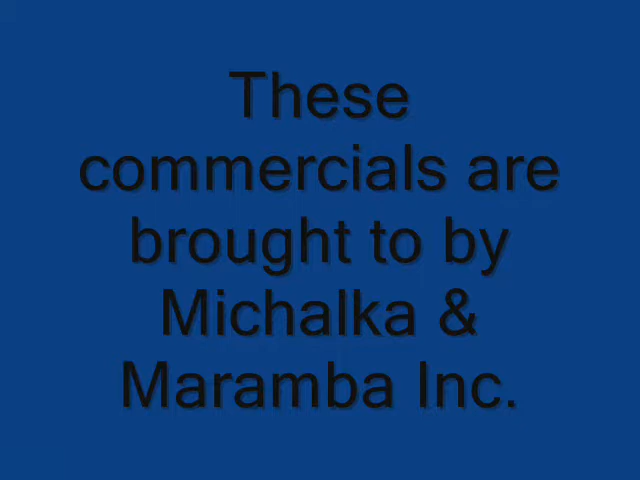 These
commercials are
brought to by
Michalka &
Maramba Inc.